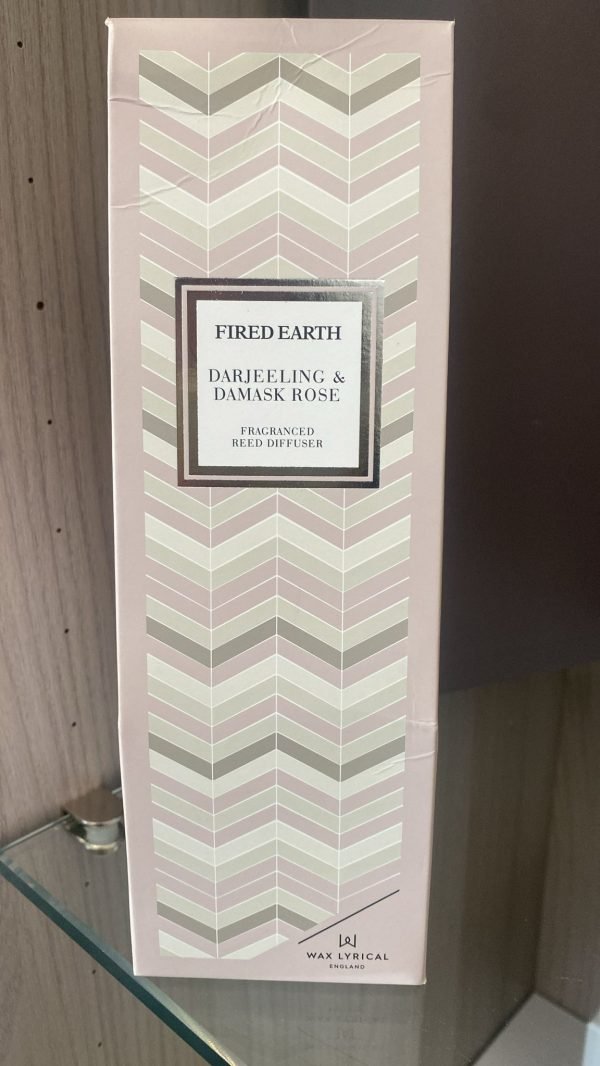 FIRED EARTH
DARJEELING &
DAMASK ROSE
FRAGRANCED
REED DIFFUSER
WAX LYRICAL
ENGLAND